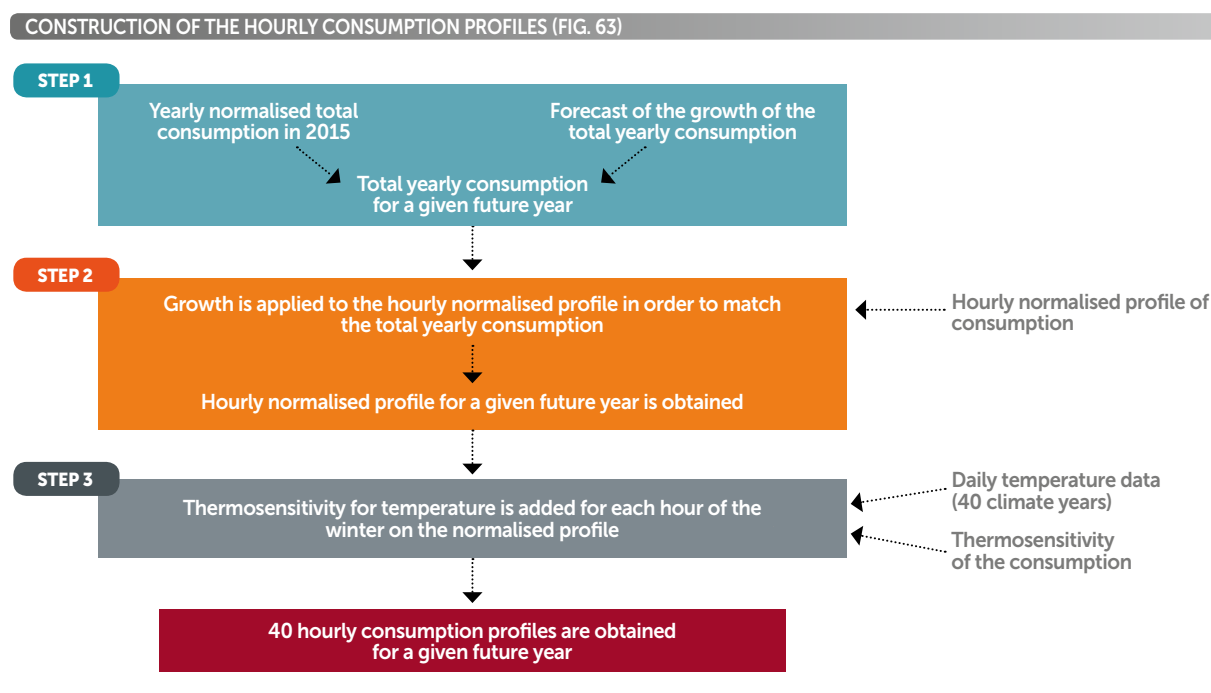 CONSTRUCTION OF THE HOURLY CONSUMPTION PROFILES (FIG. 63)
STEP 1
Yearly normalised total
consumption in 2015
Forecast of the growth of the
total yearly consumption
Total yearly consumption
for a given future year
STEP 2
Growth is applied to the hourly normalised profile in order to match
the total yearly consumption
Hourly normalised profile of
consumption
Hourly normalised profile for a given future year is obtained
STEP 3
Thermosensitivity for temperature is added for each hour of the
winter on the normalised profile
Daily temperature data
(40 climate years)
Thermosensitivity
of the consumption
40 hourly consumption profiles are obtained
for a given future year